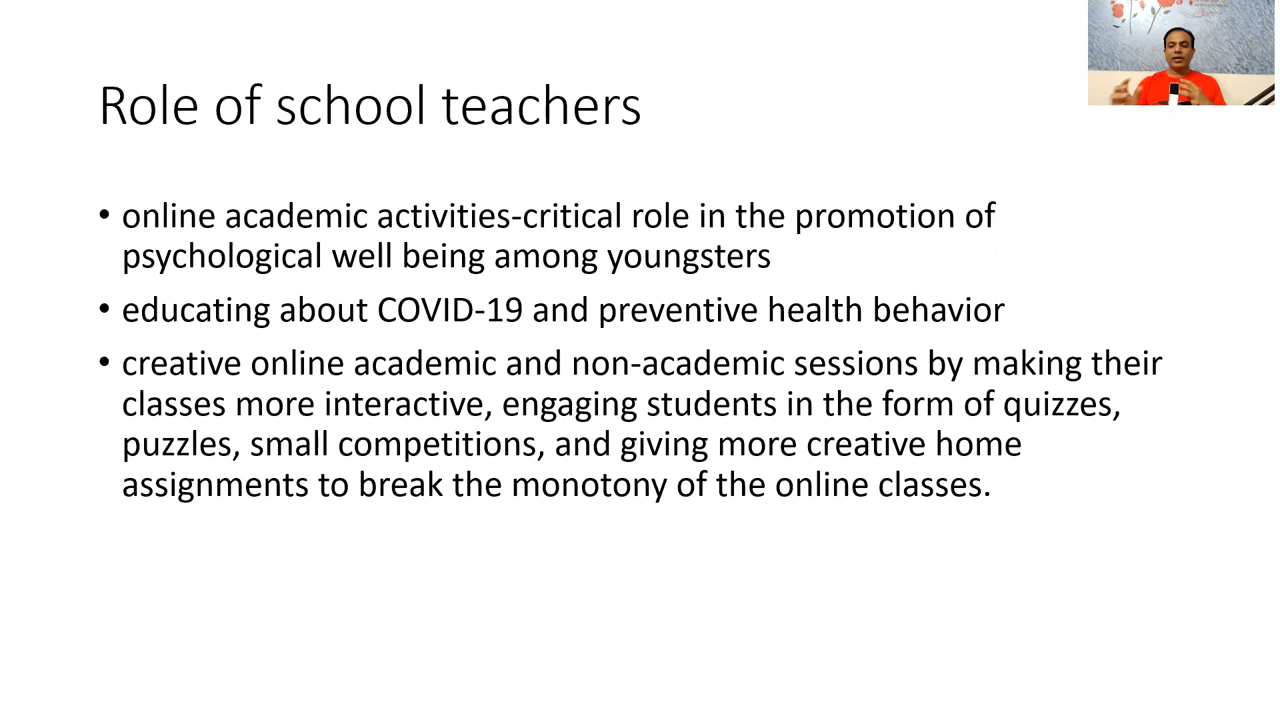 Role of school teachers
• online academic activities-critical role in the promotion of
psychological well being among youngsters
• educating about COVID-19 and preventive health behavior
• creative online academic and non-academic sessions by making their
classes more interactive, engaging students in the form of quizzes,
puzzles, small competitions, and giving more creative home
assignments to break the monotony of the online classes.